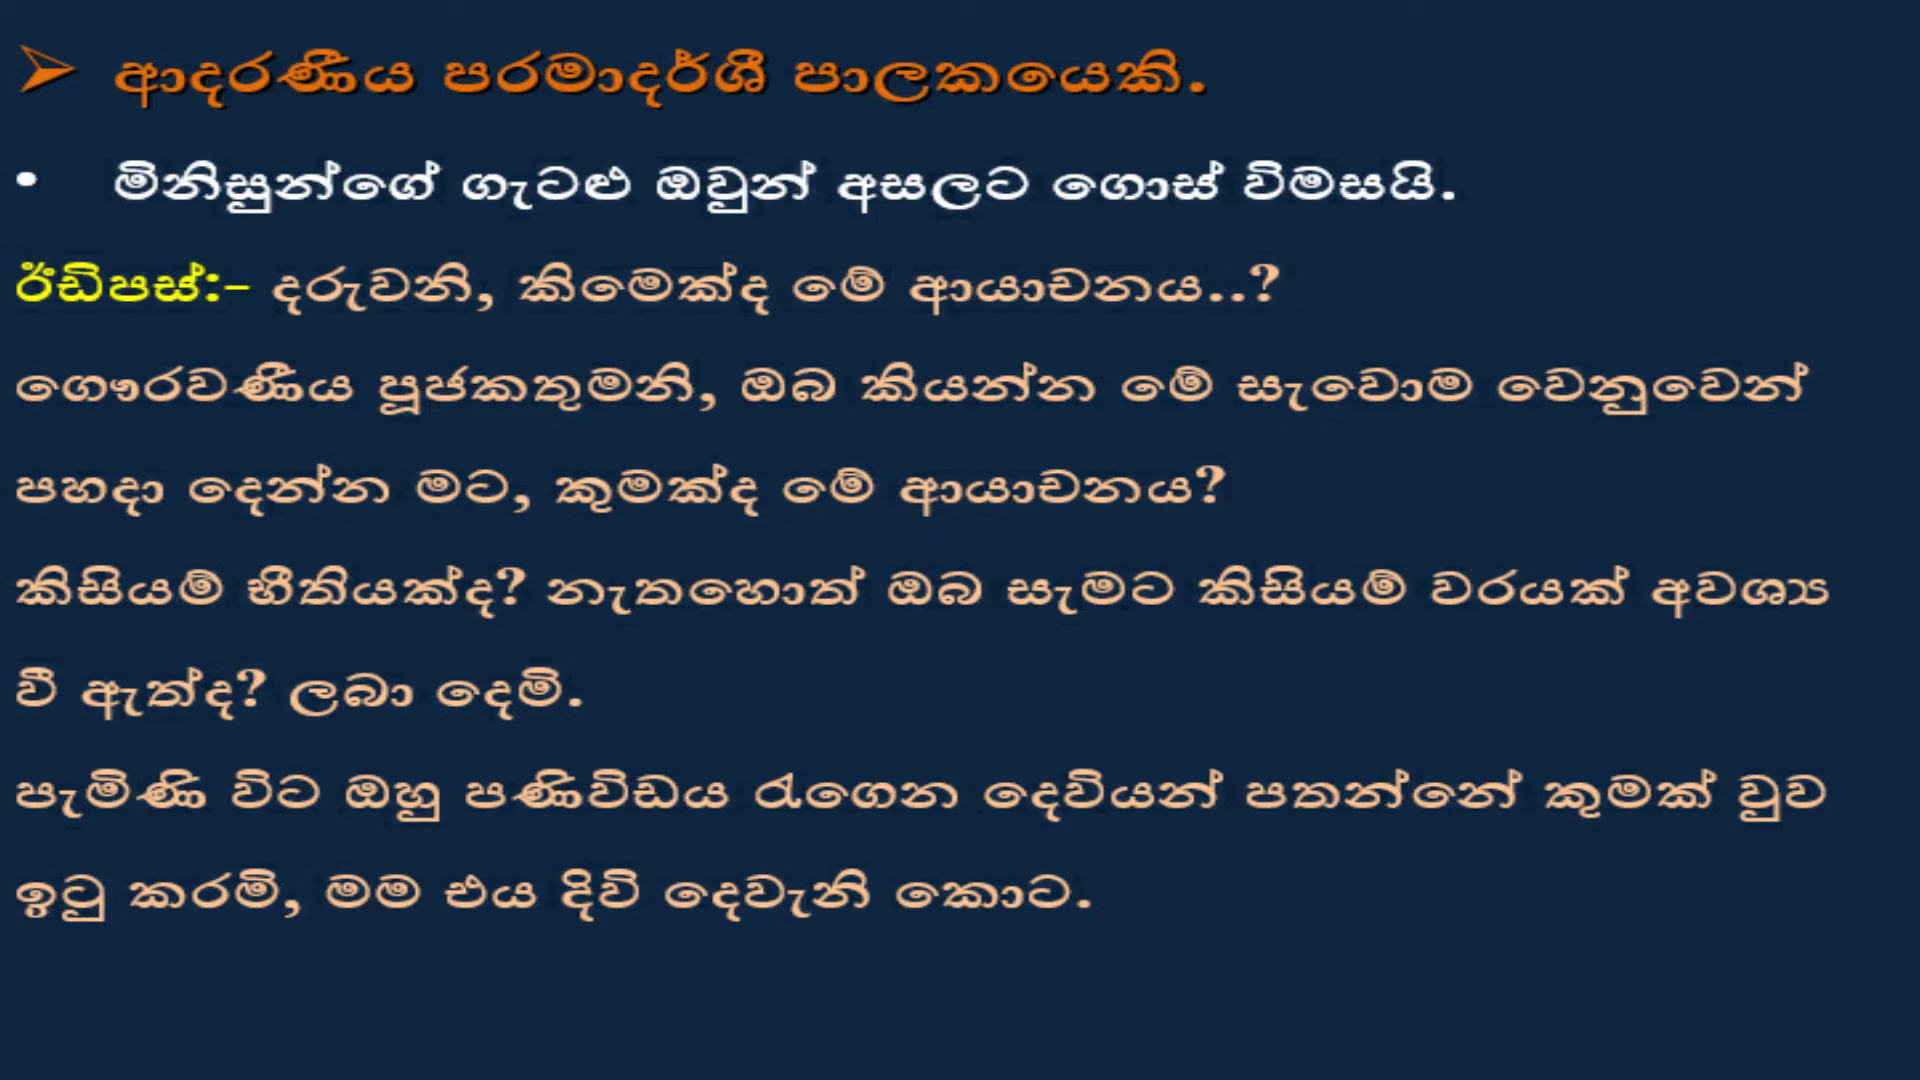 ➢ ආදරණීය පරමාදර්ශී පාලකයෙකි.
• මිනිසුන්ගේ ගැටළු ඔවුන් අසලට ගොස් විමසයි.
ඊඩිපස්:- දරුවනි, කිමෙක්ද මේ ආයාචනය..?
ගෞරවණීය පූජකතුමනි, ඔබ කියන්න මේ සැවොම වෙනුවෙන්
පහදා දෙන්න මට, කුමක්ද මේ ආයාචනය?
කිසියම් භීතියක්ද? නැතහොත් ඔබ සැමට කිසියම් වරයක් අවශ්‍ය
වී ඇත්ද? ලබා දෙමි.
පැමිණි විට ඔහු පණිවිඩය රැගෙන දෙවියන් පතන්නේ කුමක් වුව
ඉටු කරමි, මම එය දිවි දෙවැනි කොට.